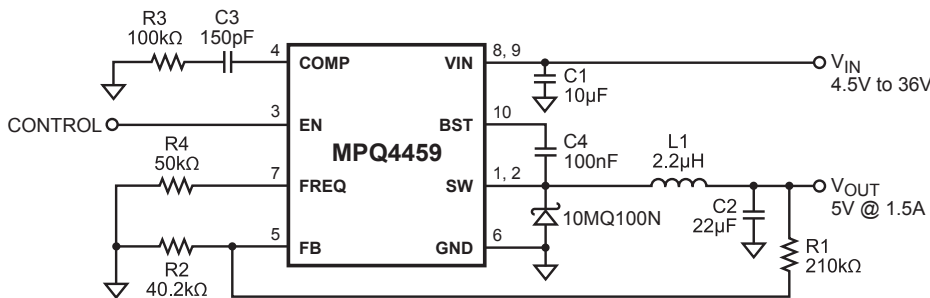 R3
100kΩ
C3
150pF
4
COMP
VIN
8, 9
V_IN
4.5V to 36V
C1
10µF
CONTROL
3
EN
BST
10
C4
100nF
MPQ4459
R4
50kΩ
7
FREQ
SW
1, 2
L1
2.2µH
V_OUT
5V @ 1.5A
10MQ100N
C2
22µF
5
FB
GND
6
R2
40.2kΩ
R1
210kΩ